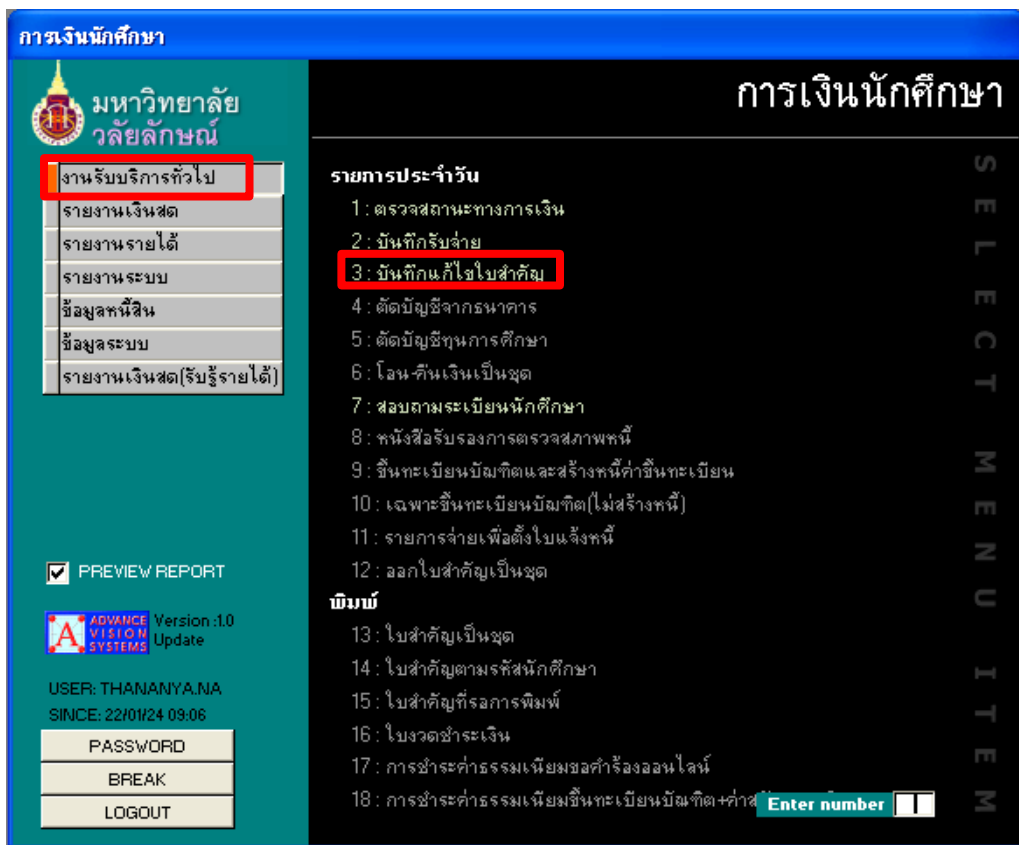 การเงินนักศึกษา
มหาวิทยาลัย
วลัยลักษณ์
การเงินนักศึกษา
งานรับบริการทั่วไป
รายงานเงินสด
รายงานรายได้
รายงานระบบ
ข้อมูลหนี้สิน
ข้อมูลระบบ
รายงานเงินสด(รับรู้รายได้)
รายการประจำวัน
1 : ตรวจสถานะทางการเงิน
2 : บันทึกรับจ่าย
3 : บันทึกแก้ไขใบสำคัญ
4 : ตัดบัญชีจากธนาคาร
5 : ตัดบัญชีทุนการศึกษา
6 : โอน-คืนเงินเป็นชุด
7 : สอบถามระเบียนนักศึกษา
8 : หนังสือรับรองการตรวจสภาพหนี้
9 : ขึ้นทะเบียนบัณฑิตและสร้างหนี้ค่าขึ้นทะเบียน
10 : เฉพาะขึ้นทะเบียนบัณฑิต(ไม่สร้างหนี้)
11 : รายการจ่ายเพื่อตั้งใบแจ้งหนี้
12 : ออกใบสำคัญเป็นชุด
พิมพ์
13 : ใบสำคัญเป็นชุด
14 : ใบสำคัญตามรหัสนักศึกษา
15 : ใบสำคัญที่รอการพิมพ์
16 : ใบงวดชำระเงิน
17 : การชำระค่าธรรมเนียมขอคำร้องออนไลน์
18 : การชำระค่าธรรมเนียมขึ้นทะเบียนบัณฑิต+
Enter number
SELECT MENU ITEM
PREVIEW REPORT
ADVANCE
VISION
SYSTEMS
Version :1.0
Update
USER: THANANYA.NA
SINCE: 22/01/24 09:06
PASSWORD
BREAK
LOGOUT